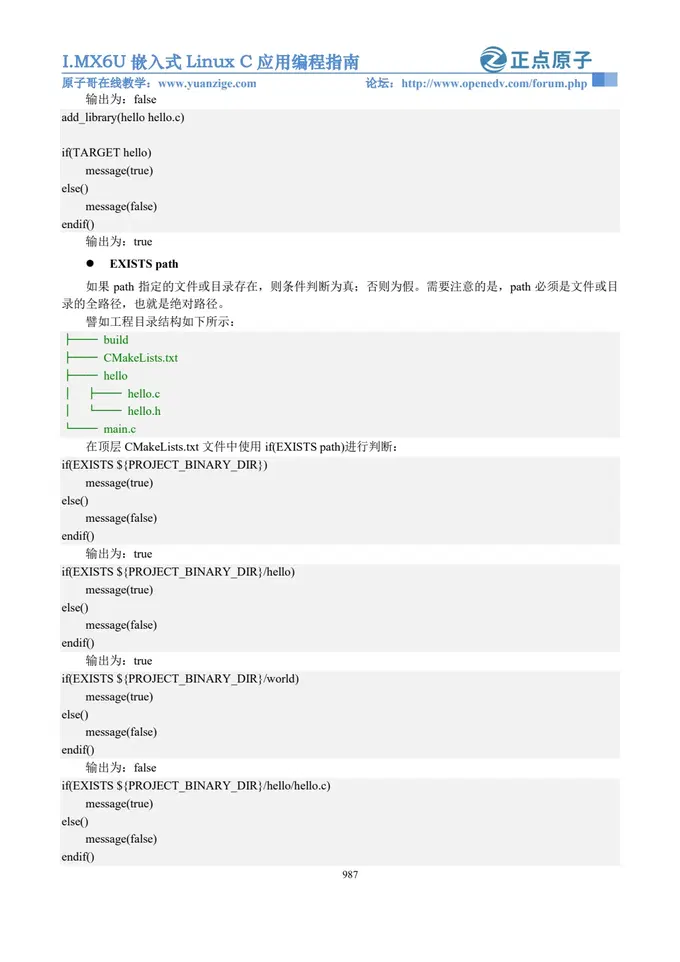 I.MX6U 嵌入式 Linux C 应用编程指南
正点原子
原子哥在线教学：www.yuanzige.com 论坛：http://www.openedv.com/forum.php
输出为：false
add_library(hello hello.c)
if(TARGET hello)
message(true)
else()
message(false)
endif()
输出为：true
● EXISTS path
如果 path 指定的文件或目录存在，则条件判断为真；否则为假。需要注意的是，path 必须是文件或目
录的全路径，也就是绝对路径。
譬如工程目录结构如下所示：
├── build
├── CMakeLists.txt
├── hello
│ ├── hello.c
│ └── hello.h
└── main.c
在顶层 CMakeLists.txt 文件中使用 if(EXISTS path)进行判断：
if(EXISTS ${PROJECT_BINARY_DIR})
message(true)
else()
message(false)
endif()
输出为：true
if(EXISTS ${PROJECT_BINARY_DIR}/hello)
message(true)
else()
message(false)
endif()
输出为：true
if(EXISTS ${PROJECT_BINARY_DIR}/world)
message(true)
else()
message(false)
endif()
输出为：false
if(EXISTS ${PROJECT_BINARY_DIR}/hello/hello.c)
message(true)
else()
message(false)
endif()
987